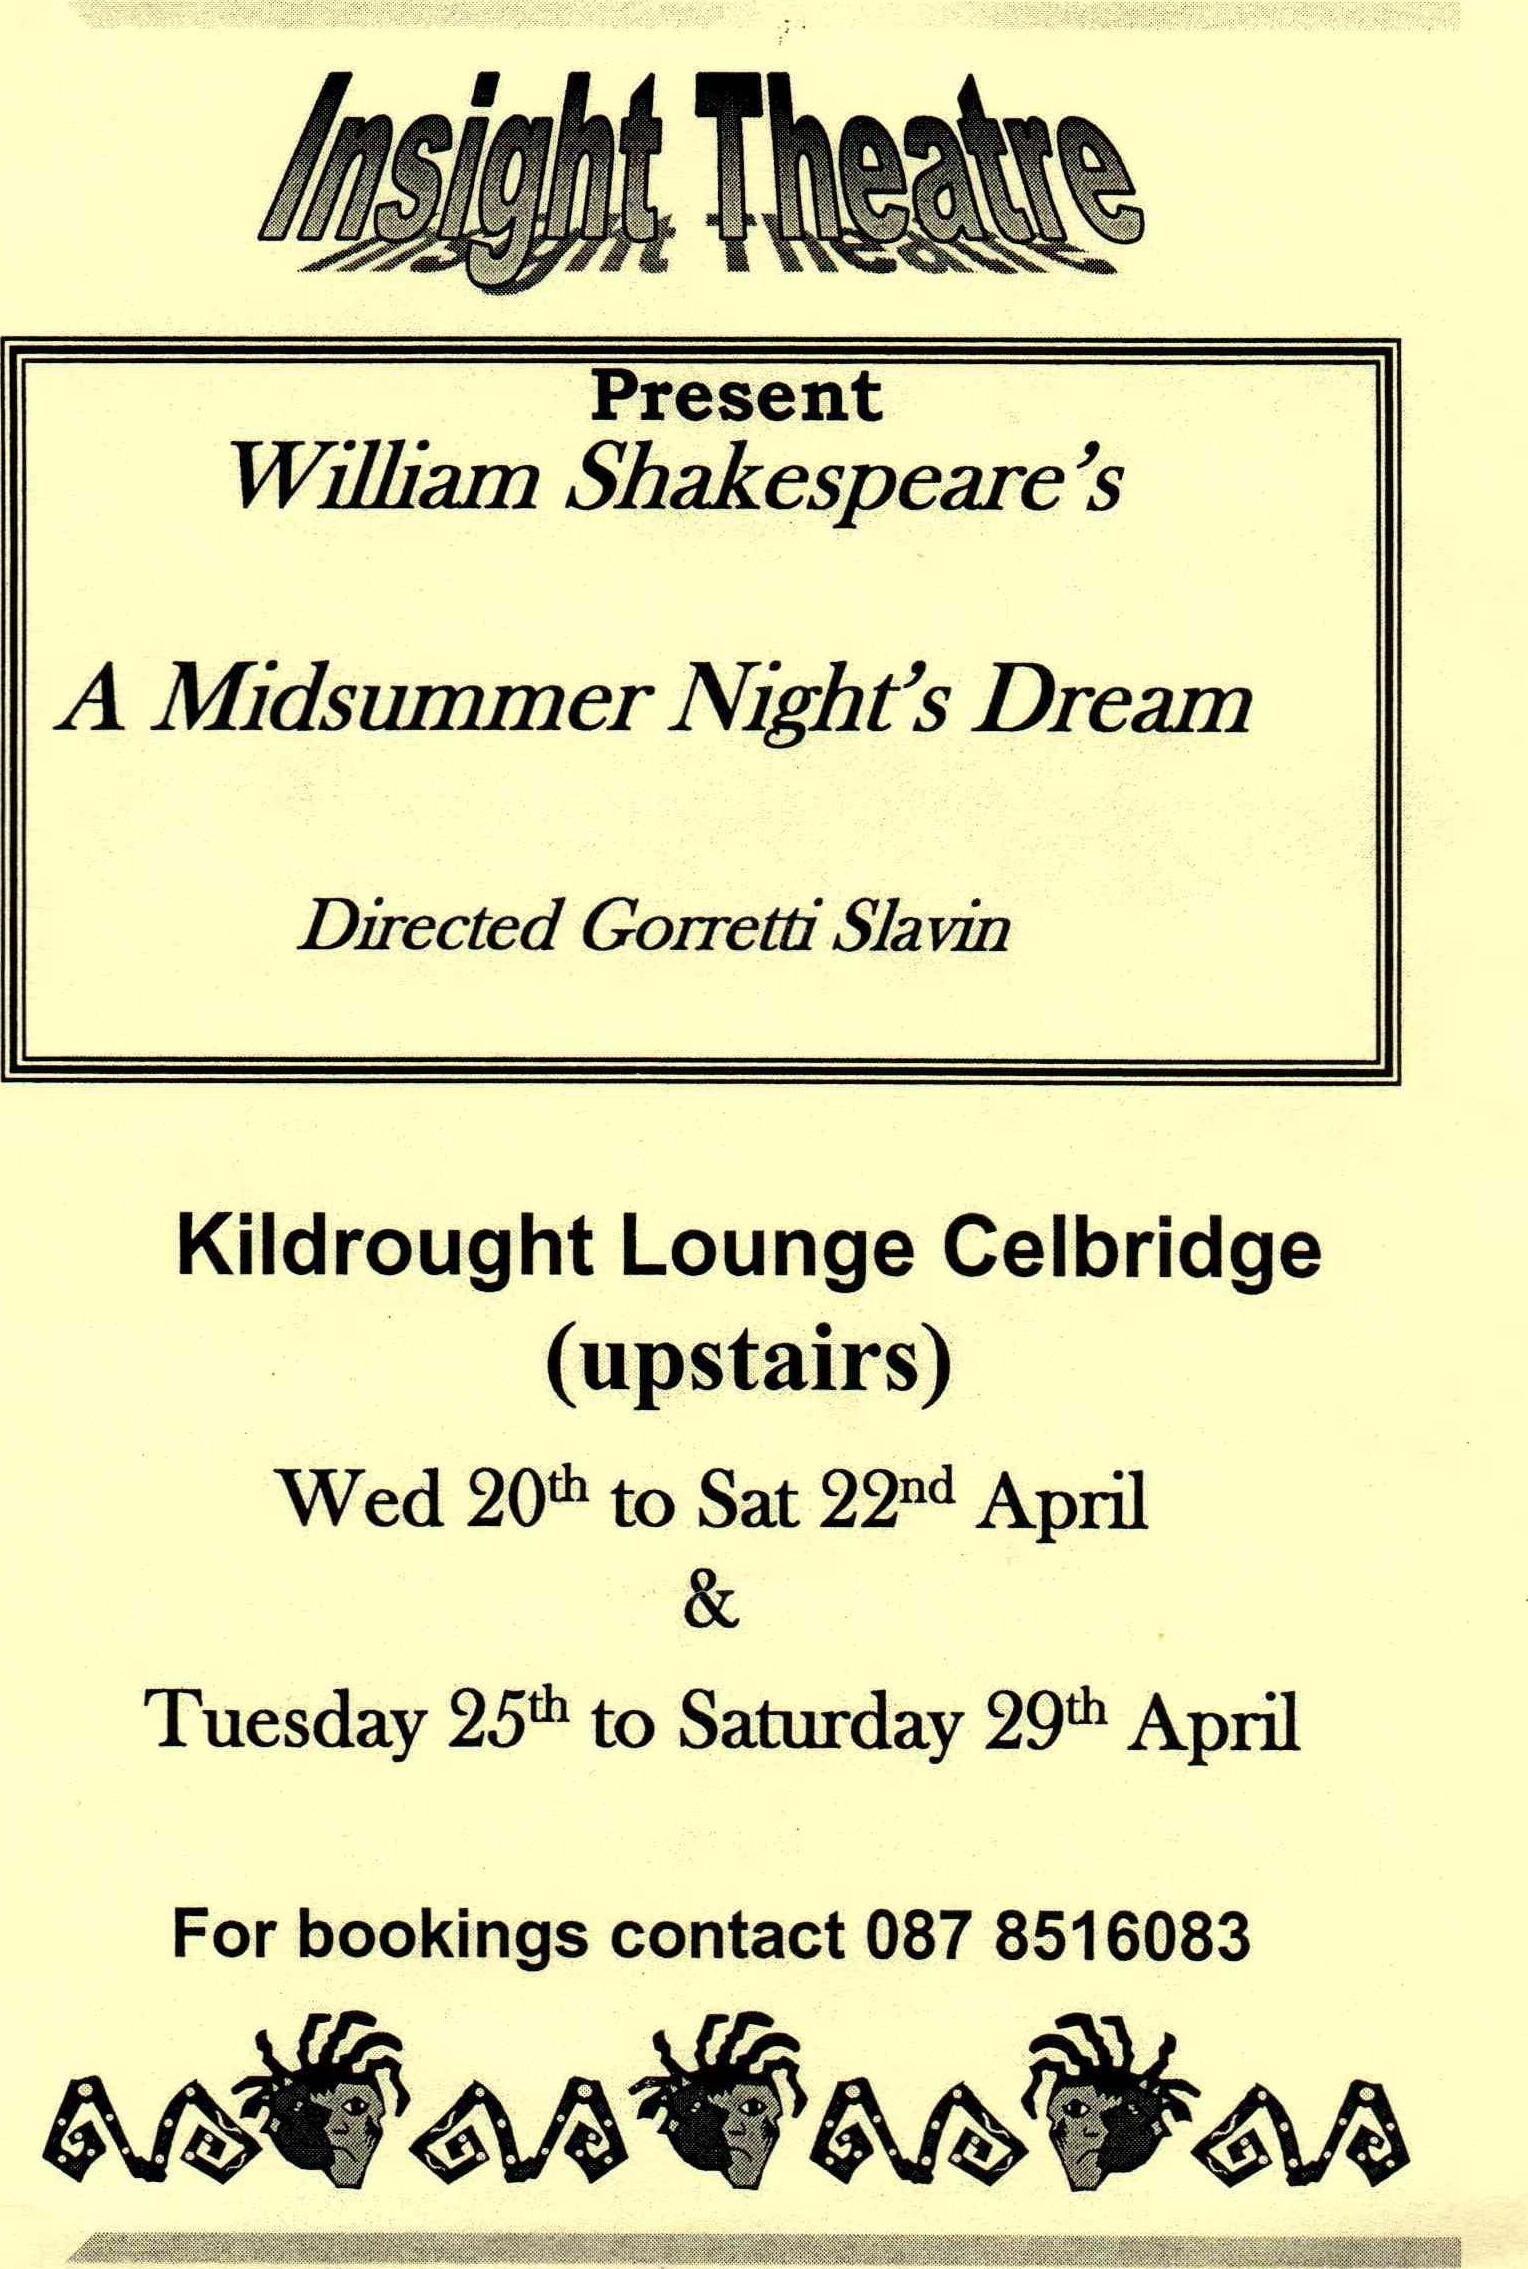 Insight Theatre
Present
William Shakespeare's
A Midsummer Night's Dream
Directed Gorretti Slavin
Kildrought Lounge Celbridge
(upstairs)
Wed 20th to Sat 22nd April
&
Tuesday 25th to Saturday 29th April
For bookings contact 087 8516083